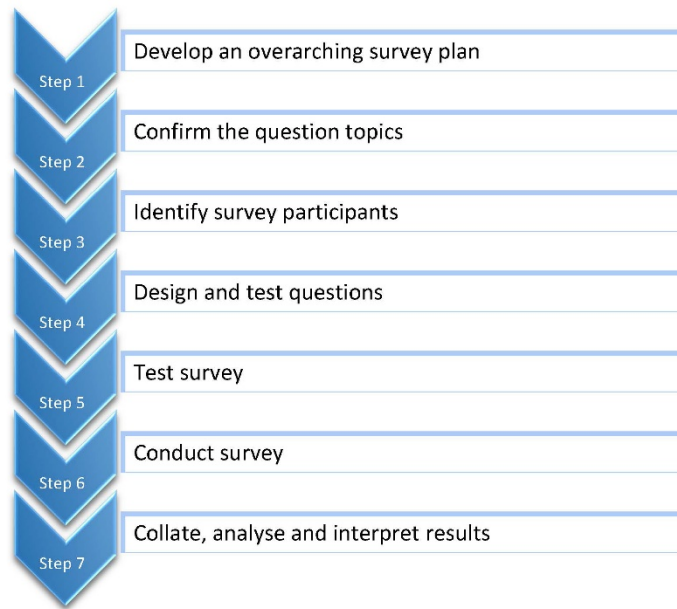 Step 1
Develop an overarching survey plan
Step 2
Confirm the question topics
Step 3
Identify survey participants
Step 4
Design and test questions
Step 5
Test survey
Step 6
Conduct survey
Step 7
Collate, analyse and interpret results